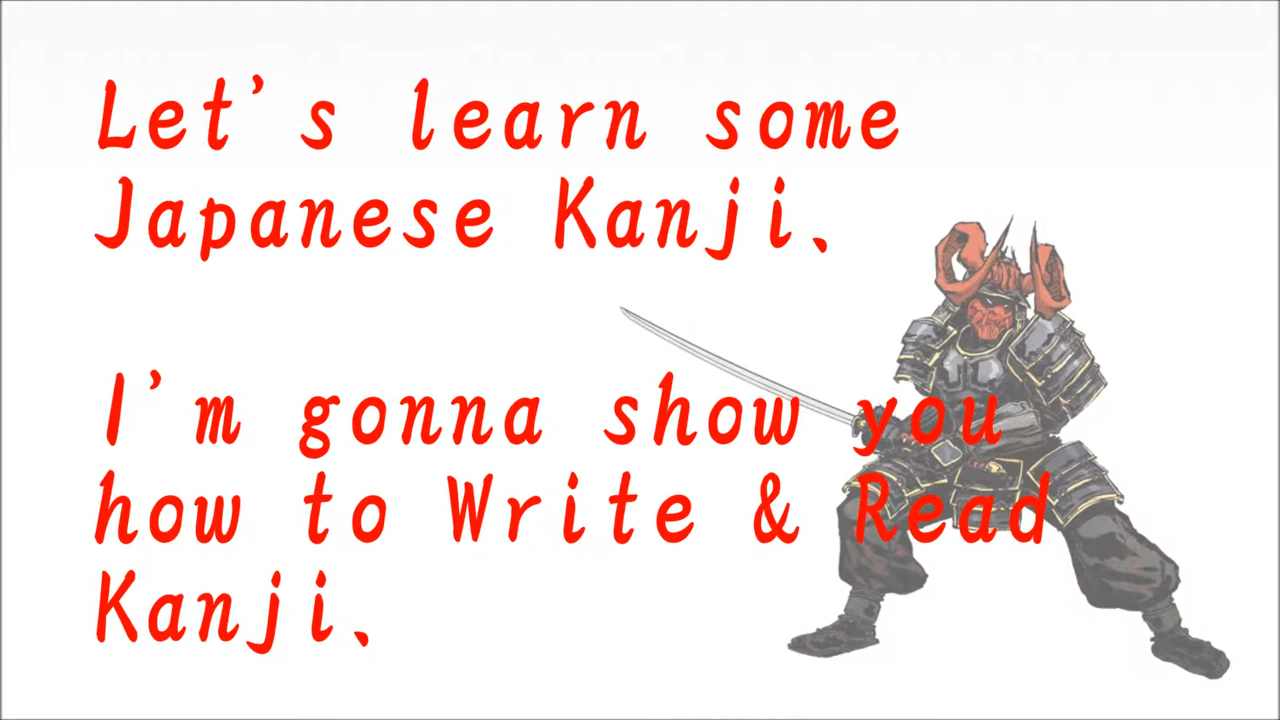 Let's learn some
Japanese Kanji、
I'm gonna show you
how to Write & Read
Kanji、